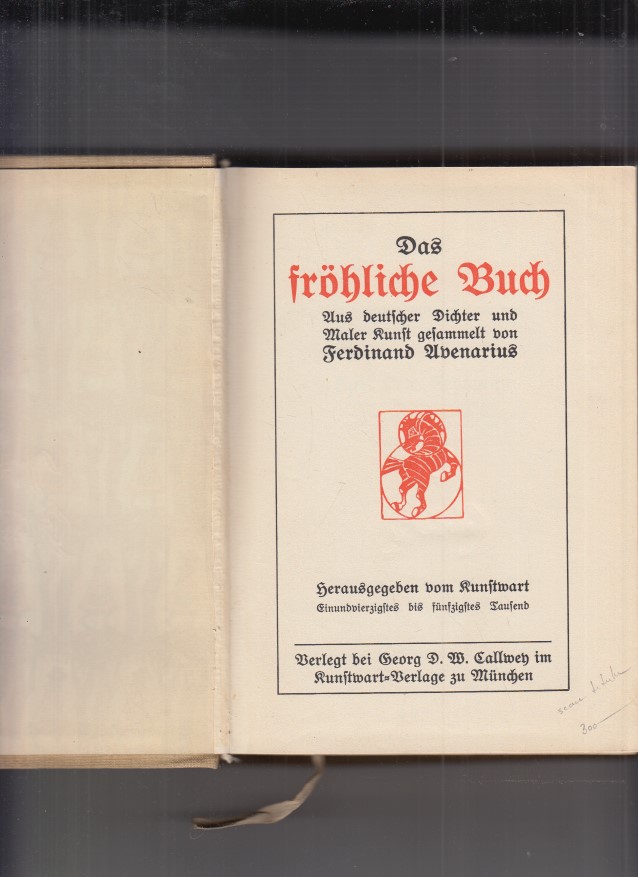 Das
fröhliche Buch
Aus deutscher Dichter und
Maler Kunst gesammelt von
Ferdinand Avenarius
Herausgegeben vom Kunstwart
Einundvierzigstes bis fünfzigstes Tausend
Verlegt bei Georg D. W. Callwey im
Kunstwart=Verlage zu München
300—